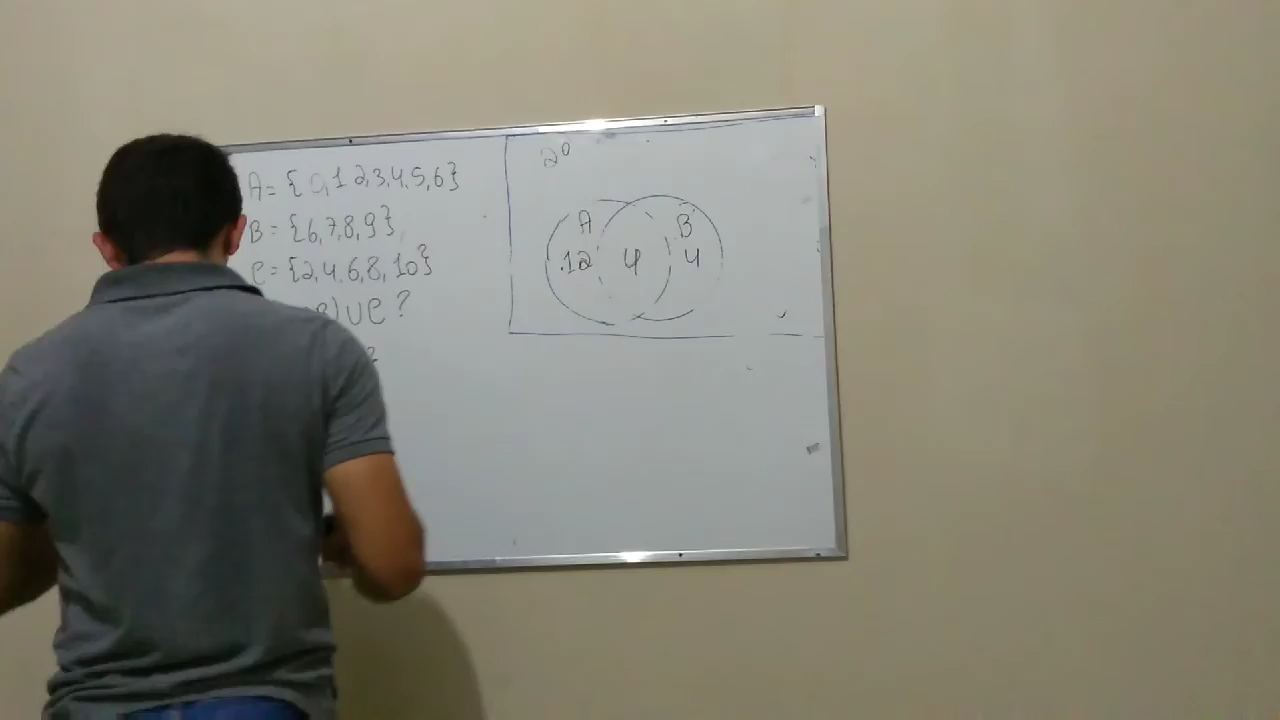 A = { 0, 1 2, 3, 4, 5, 6 }
B = { 6, 7, 8, 9 }
C = { 2, 4, 6, 8, 10 }
) ∪ C ?
2
2º
A B
12 4 4